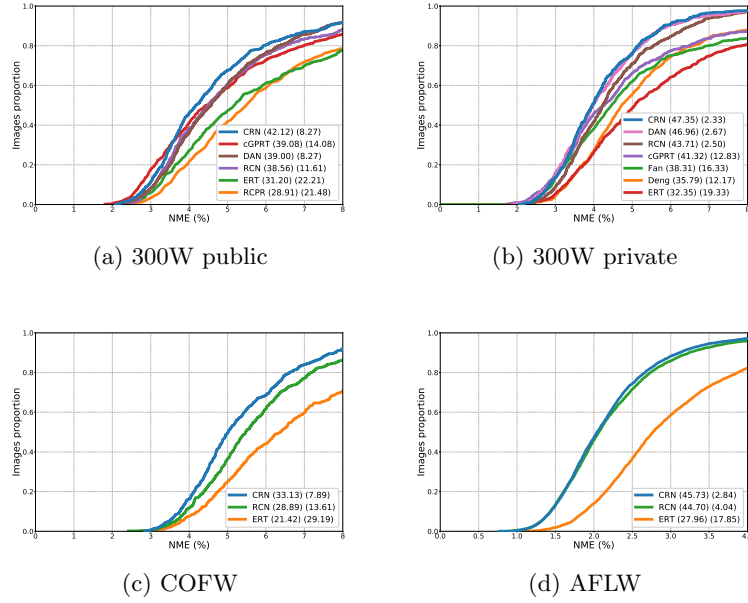 1.0
0.8
0.6
0.4
0.2
0.0
Images proportion
0 1 2 3 4 5 6 7 8
NME (%)
CRN (42.12) (8.27)
cGPRT (39.08) (14.08)
DAN (39.00) (8.27)
RCN (38.56) (11.61)
ERT (31.20) (22.21)
RCPR (28.91) (21.48)
(a) 300W public
1.0
0.8
0.6
0.4
0.2
0.0
Images proportion
0 1 2 3 4 5 6 7 8
NME (%)
CRN (47.35) (2.33)
DAN (46.96) (2.67)
RCN (43.71) (2.50)
cGPRT (41.32) (12.83)
Fan (38.31) (16.33)
Deng (35.79) (12.17)
ERT (32.35) (19.33)
(b) 300W private
1.0
0.8
0.6
0.4
0.2
0.0
Images proportion
0 1 2 3 4 5 6 7 8
NME (%)
CRN (33.13) (7.89)
RCN (28.89) (13.61)
ERT (21.42) (29.19)
(c) COFW
1.0
0.8
0.6
0.4
0.2
0.0
Images proportion
0.0 0.5 1.0 1.5 2.0 2.5 3.0 3.5 4.
NME (%)
CRN (45.73) (2.84)
RCN (44.70) (4.04)
ERT (27.96) (17.85)
(d) AFLW